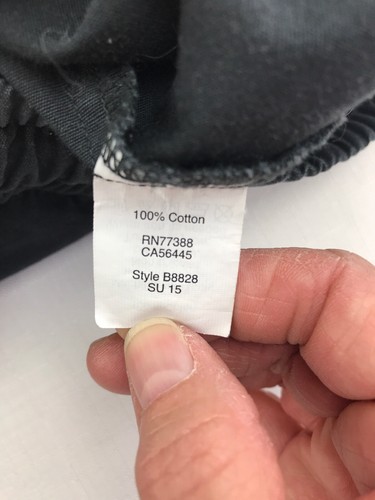 100% Cotton
RN77388
CA56445
Style B8828
SU 15